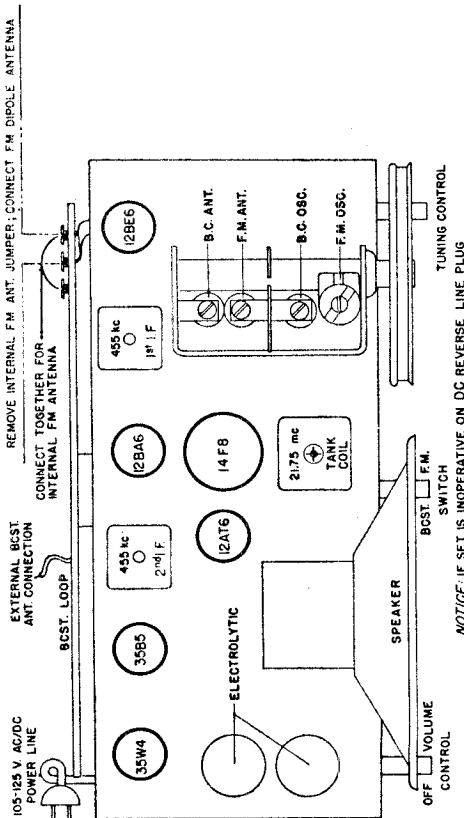 REMOVE INTERNAL FM ANT. JUMPER; CONNECT FM DIPOLE ANTENNA
CONNECT TOGETHER FOR
INTERNAL FM ANTENNA
EXTERNAL BCST.
ANT. CONNECTION
BCST. LOOP
105-125 V. AC/DC
POWER LINE
35W4
35B5
455 kc
2nd I.F.
12BA6
455 kc
1st I.F.
12BE6
ELECTROLYTIC
12AT6
14F8
21.75 mc
TANK
COIL
B.C. ANT.
F.M. ANT.
B.C. OSC.
F.M. OSC.
SPEAKER
OFF VOLUME
CONTROL
BCST. F.M.
SWITCH
TUNING CONTROL
NOTICE: IF SET IS INOPERATIVE ON DC REVERSE LINE PLUG